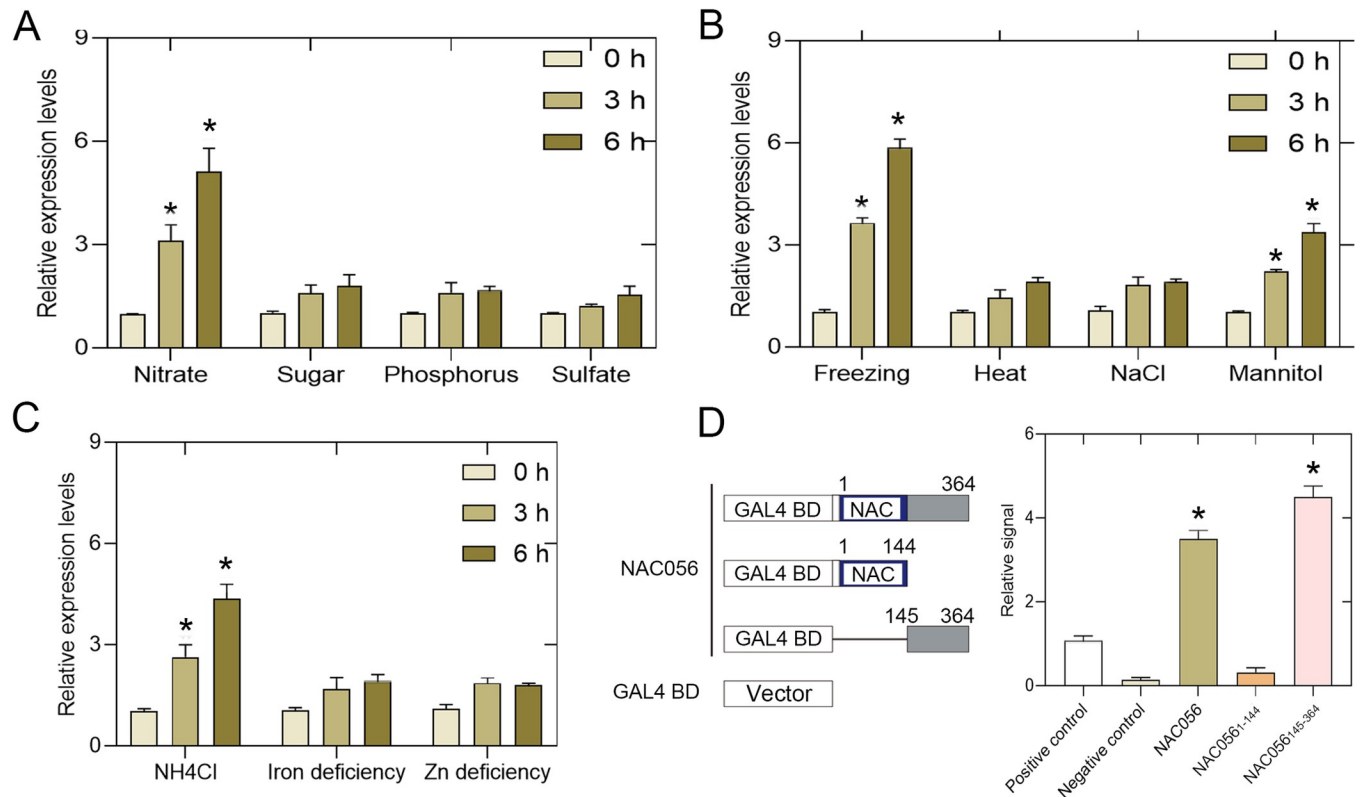 A
Relative expression levels
9
6
3
0
0 h
3 h
6 h
*
*
Nitrate Sugar Phosphorus Sulfate
B
Relative expression levels
9
6
3
0
0 h
3 h
6 h
*
*
*
*
Freezing Heat NaCl Mannitol
C
Relative expression levels
9
6
3
0
0 h
3 h
6 h
*
*
NH4Cl Iron deficiency Zn deficiency
D
NAC056
1 364
GAL4 BD NAC
1 144
GAL4 BD NAC
145 364
GAL4 BD
GAL4 BD Vector
Relative signal
6
4
2
0
*
*
Positive control
Negative control
NAC056
NAC0561-144
NAC056145-364